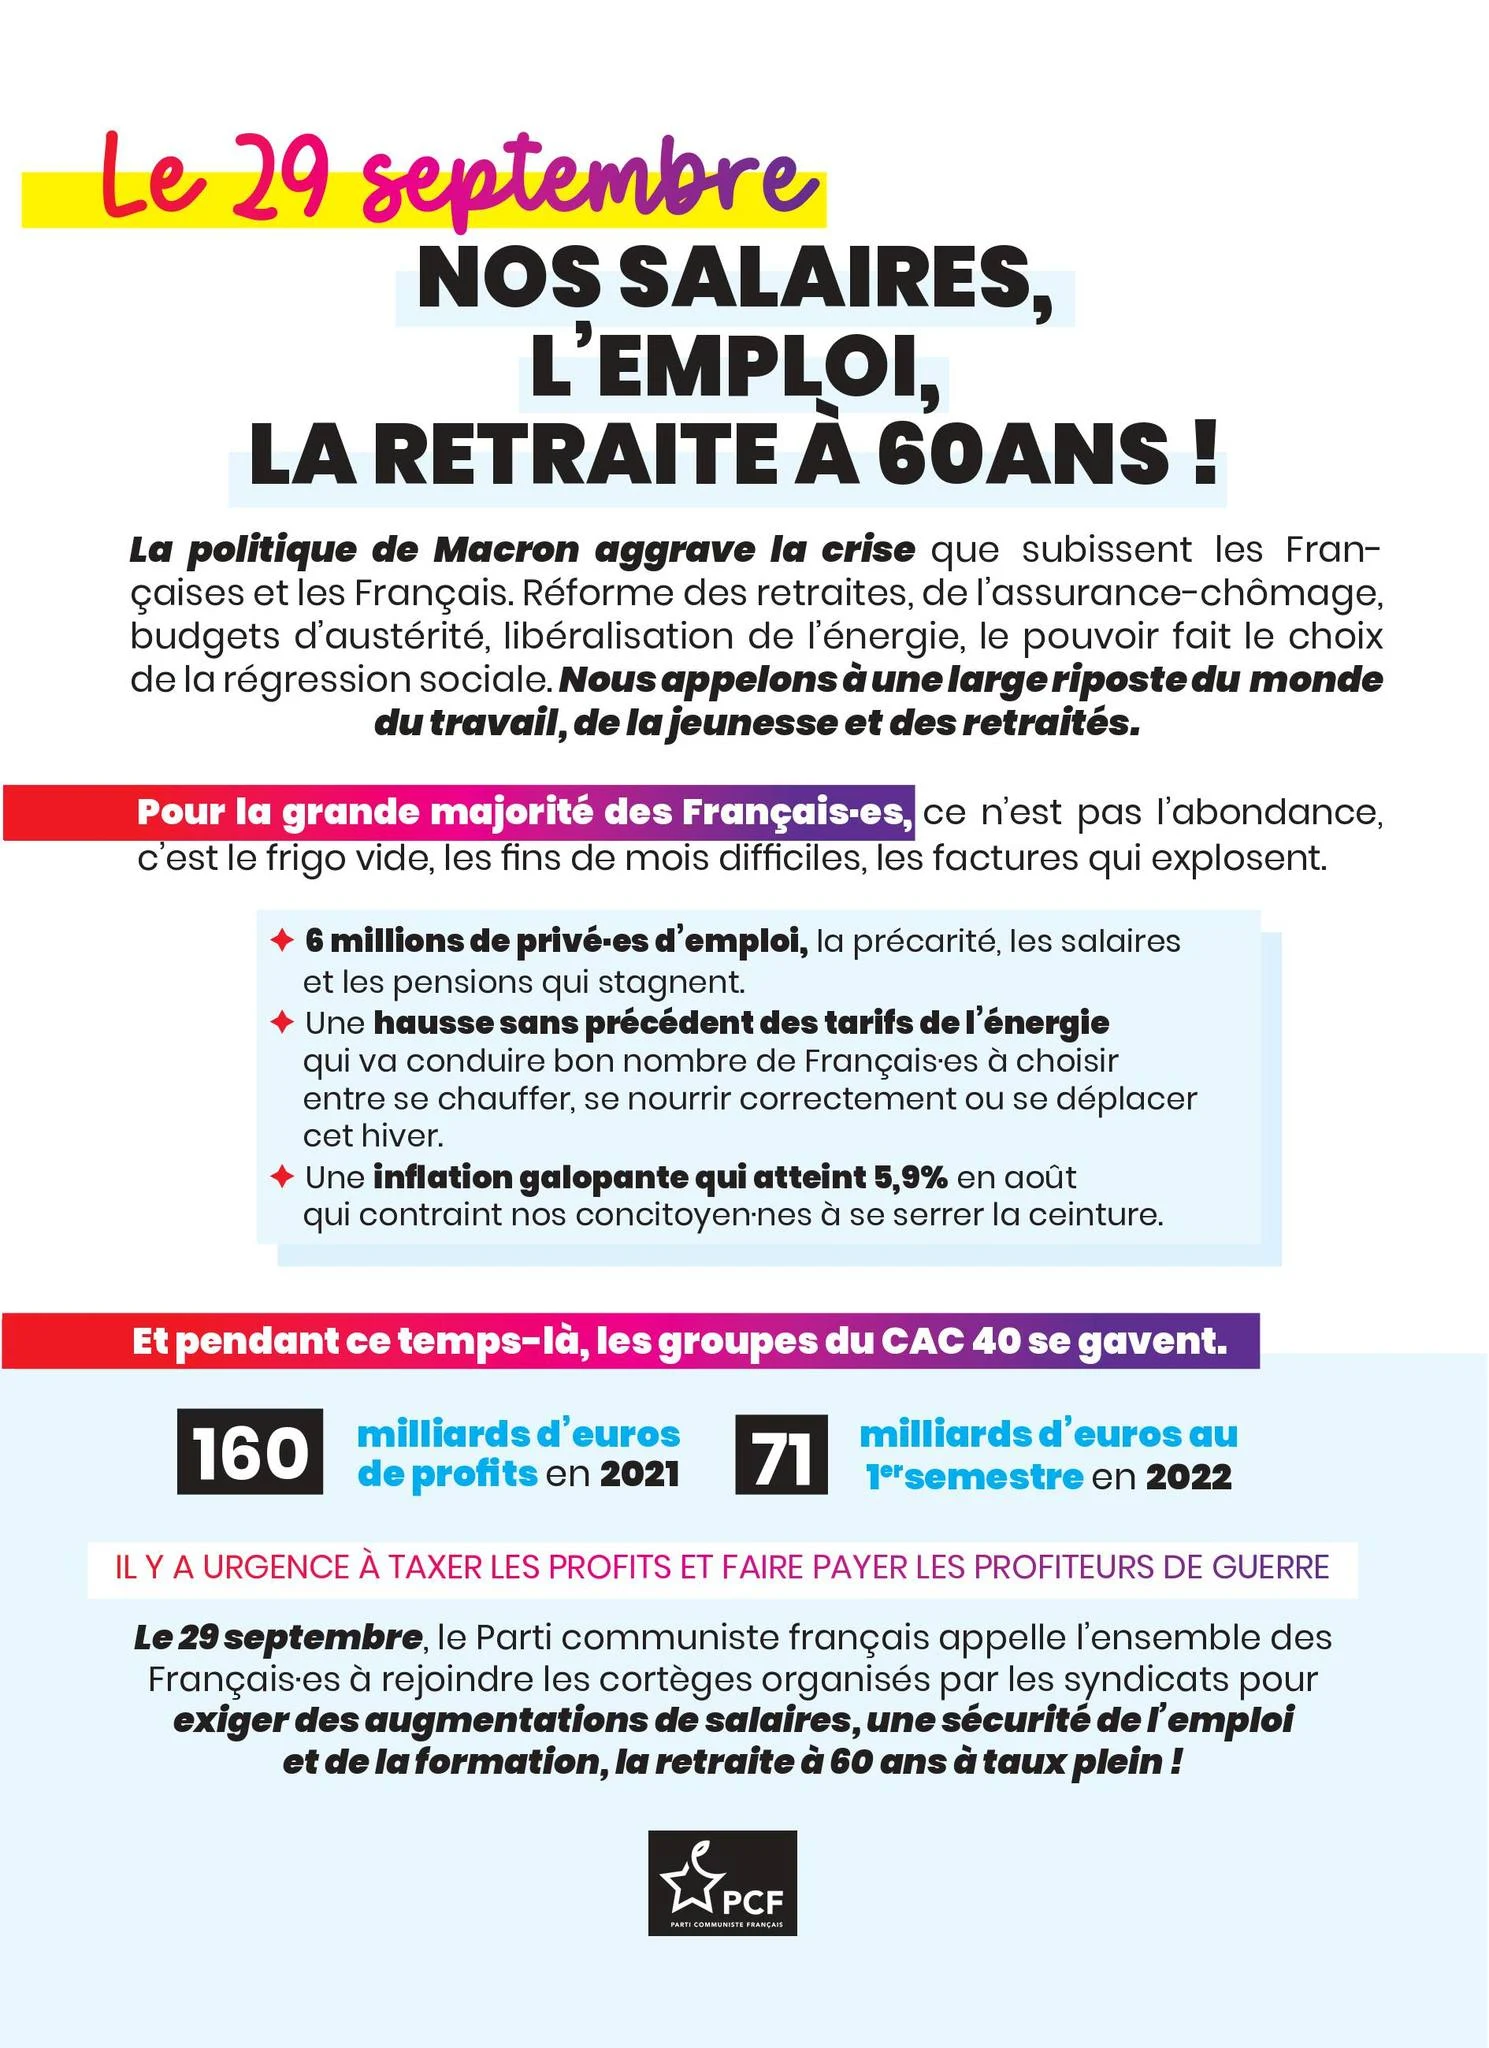 Le 29 septembre
NOS SALAIRES,
L'EMPLOI,
LA RETRAITE À 60ANS !
La politique de Macron aggrave la crise que subissent les Fran-
çaises et les Français. Réforme des retraites, de l'assurance-chômage,
budgets d'austérité, libéralisation de l'énergie, le pouvoir fait le choix
de la régression sociale. Nous appelons à une large riposte du monde
du travail, de la jeunesse et des retraités.
Pour la grande majorité des Français·es, ce n'est pas l'abondance,
c'est le frigo vide, les fins de mois difficiles, les factures qui explosent.
6 millions de privé·es d'emploi, la précarité, les salaires
et les pensions qui stagnent.
Une hausse sans précédent des tarifs de l'énergie
qui va conduire bon nombre de Français·es à choisir
entre se chauffer, se nourrir correctement ou se déplacer
cet hiver.
Une inflation galopante qui atteint 5,9% en août
qui contraint nos concitoyen·nes à se serrer la ceinture.
Et pendant ce temps-là, les groupes du CAC 40 se gavent.
160 milliards d'euros
de profits en 2021
71 milliards d'euros au
1er semestre en 2022
IL Y A URGENCE À TAXER LES PROFITS ET FAIRE PAYER LES PROFITEURS DE GUERRE
Le 29 septembre, le Parti communiste français appelle l'ensemble des
Français·es à rejoindre les cortèges organisés par les syndicats pour
exiger des augmentations de salaires, une sécurité de l'emploi
et de la formation, la retraite à 60 ans à taux plein !
PCF
PARTI COMMUNISTE FRANÇAIS